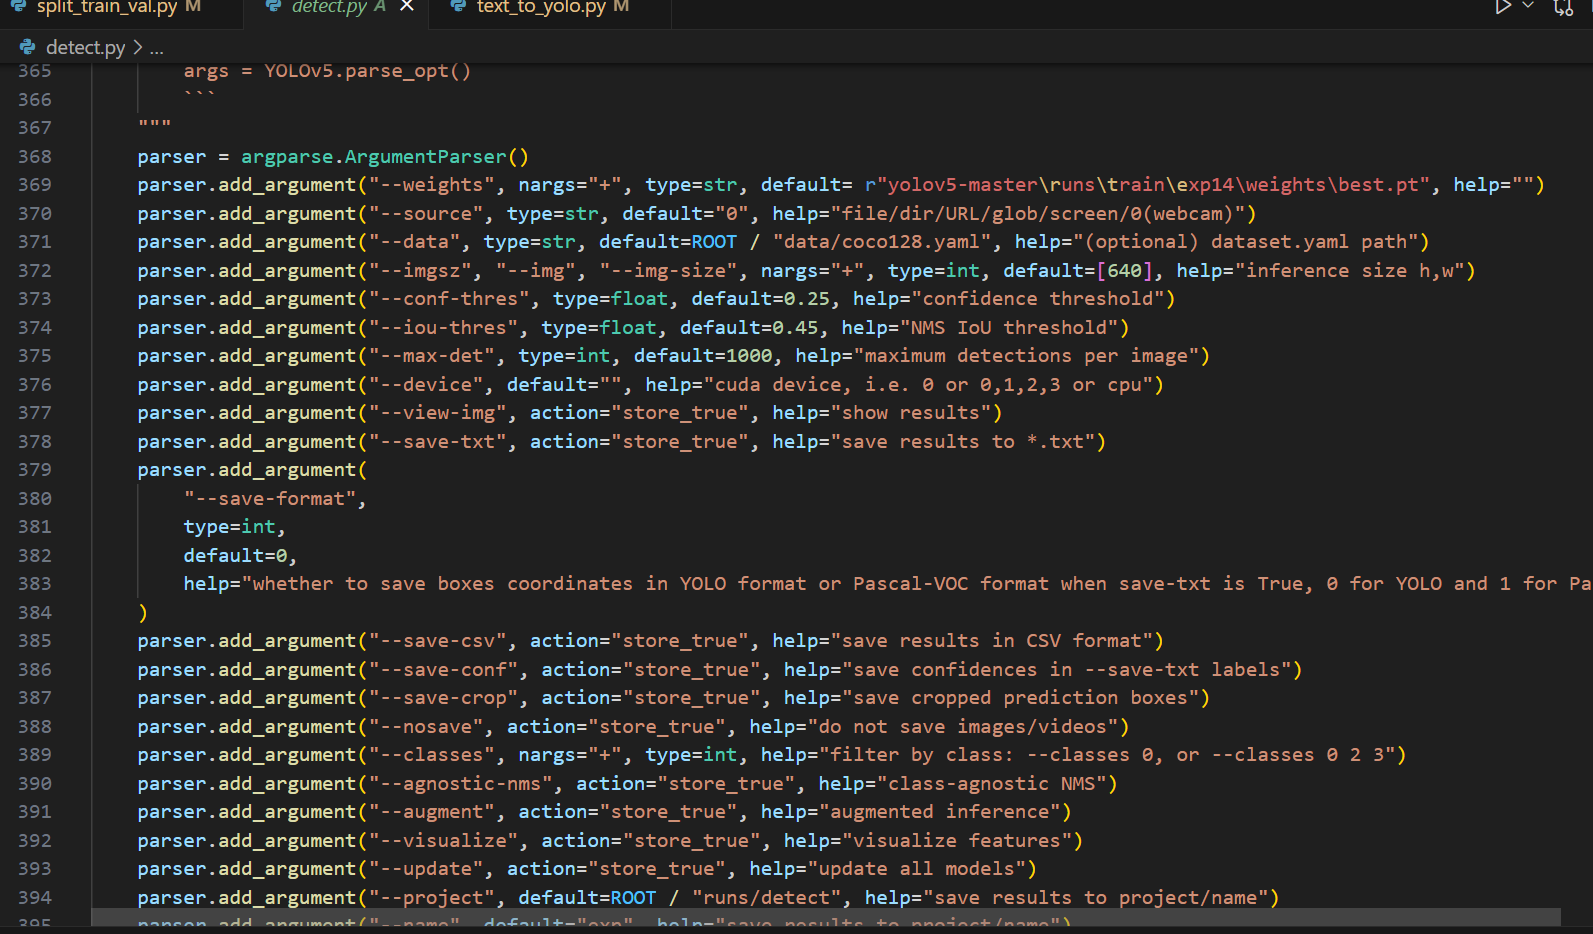 split_train_val.py M
detect.py A
text_to_yolo.py M
detect.py > ...
365 args = YOLOv5.parse_opt()
366 ```
367 """
368 parser = argparse.ArgumentParser()
369 parser.add_argument("--weights", nargs="+", type=str, default= r"yolov5-master\runs\train\exp14\weights\best.pt", help="")
370 parser.add_argument("--source", type=str, default="0", help="file/dir/URL/glob/screen/0(webcam)")
371 parser.add_argument("--data", type=str, default=ROOT / "data/coco128.yaml", help="(optional) dataset.yaml path")
372 parser.add_argument("--imgsz", "--img", "--img-size", nargs="+", type=int, default=[640], help="inference size h,w")
373 parser.add_argument("--conf-thres", type=float, default=0.25, help="confidence threshold")
374 parser.add_argument("--iou-thres", type=float, default=0.45, help="NMS IoU threshold")
375 parser.add_argument("--max-det", type=int, default=1000, help="maximum detections per image")
376 parser.add_argument("--device", default="", help="cuda device, i.e. 0 or 0,1,2,3 or cpu")
377 parser.add_argument("--view-img", action="store_true", help="show results")
378 parser.add_argument("--save-txt", action="store_true", help="save results to *.txt")
379 parser.add_argument(
380 "--save-format",
381 type=int,
382 default=0,
383 help="whether to save boxes coordinates in YOLO format or Pascal-VOC format when save-txt is True, 0 for YOLO and 1 for Pa
384 )
385 parser.add_argument("--save-csv", action="store_true", help="save results in CSV format")
386 parser.add_argument("--save-conf", action="store_true", help="save confidences in --save-txt labels")
387 parser.add_argument("--save-crop", action="store_true", help="save cropped prediction boxes")
388 parser.add_argument("--nosave", action="store_true", help="do not save images/videos")
389 parser.add_argument("--classes", nargs="+", type=int, help="filter by class: --classes 0, or --classes 0 2 3")
390 parser.add_argument("--agnostic-nms", action="store_true", help="class-agnostic NMS")
391 parser.add_argument("--augment", action="store_true", help="augmented inference")
392 parser.add_argument("--visualize", action="store_true", help="visualize features")
393 parser.add_argument("--update", action="store_true", help="update all models")
394 parser.add_argument("--project", default=ROOT / "runs/detect", help="save results to project/name")
395 parser.add_argument("--name", default="exp", help="save results to project/name")